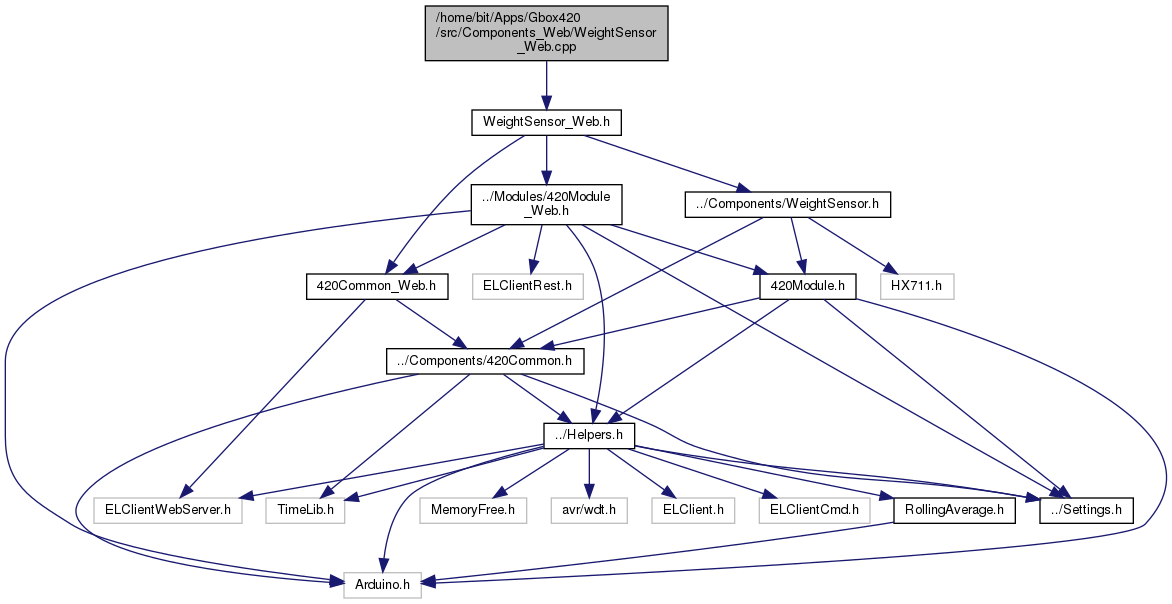 /home/bit/Apps/Gbox420
/src/Components_Web/WeightSensor
_Web.cpp
WeightSensor_Web.h
../Modules/420Module
_Web.h
../Components/WeightSensor.h
420Common_Web.h
ELClientRest.h
420Module.h
HX711.h
../Components/420Common.h
../Helpers.h
ELClientWebServer.h
TimeLib.h
MemoryFree.h
avr/wdt.h
ELClient.h
ELClientCmd.h
RollingAverage.h
../Settings.h
Arduino.h